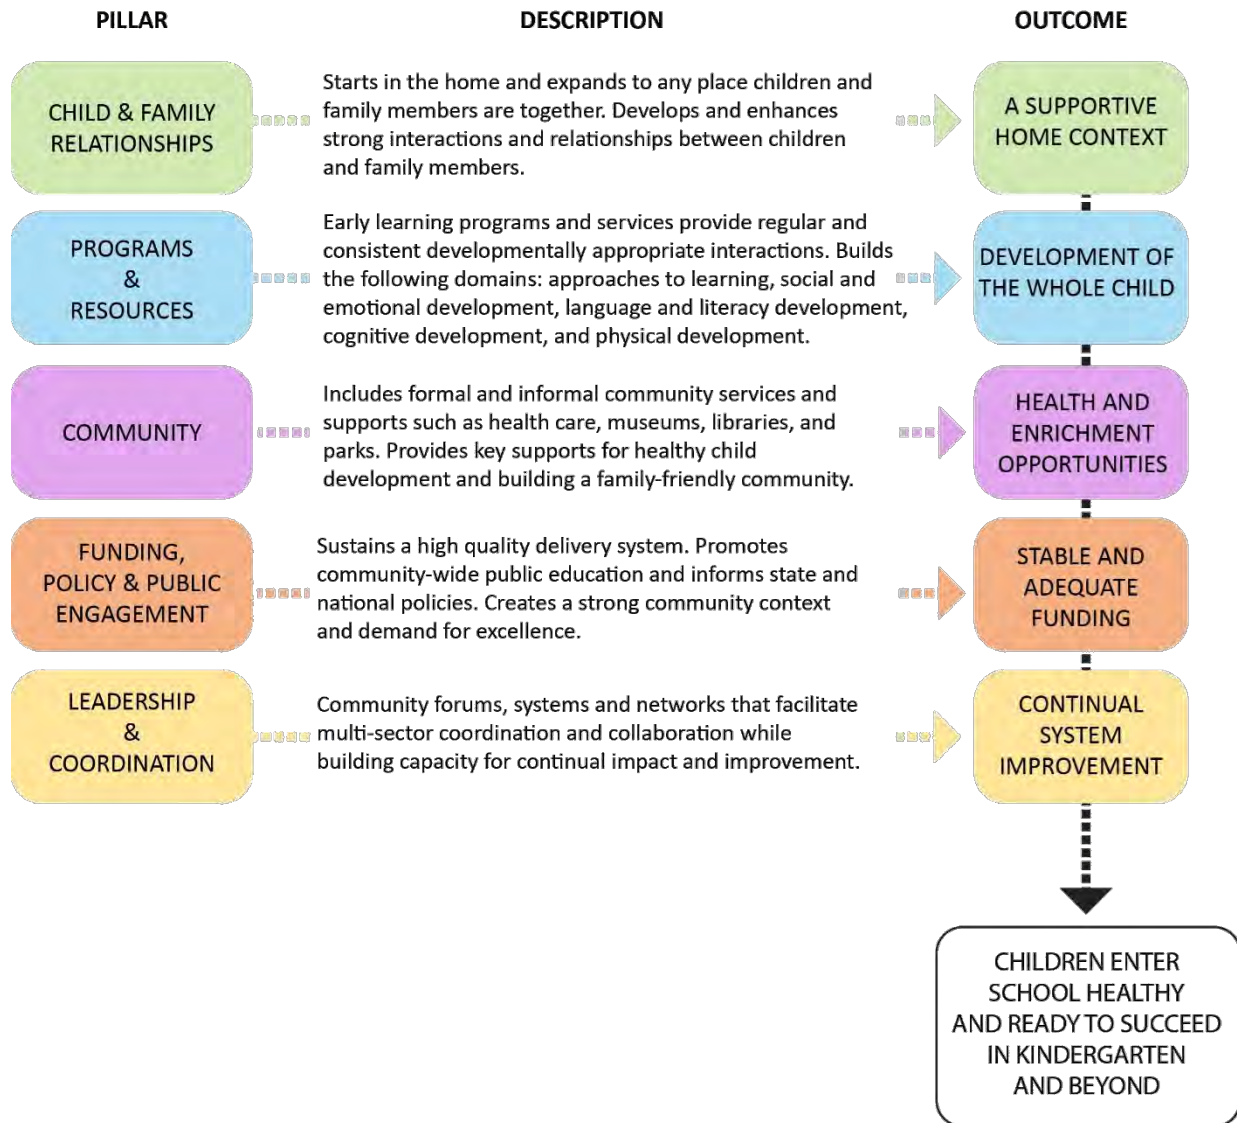 PILLAR
DESCRIPTION
OUTCOME
CHILD & FAMILY
RELATIONSHIPS
Starts in the home and expands to any place children and
family members are together. Develops and enhances
strong interactions and relationships between children
and family members.
A SUPPORTIVE
HOME CONTEXT
PROGRAMS
&
RESOURCES
Early learning programs and services provide regular and
consistent developmentally appropriate interactions. Builds
the following domains: approaches to learning, social and
emotional development, language and literacy development,
cognitive development, and physical development.
DEVELOPMENT OF
THE WHOLE CHILD
COMMUNITY
Includes formal and informal community services and
supports such as health care, museums, libraries, and
parks. Provides key supports for healthy child
development and building a family-friendly community.
HEALTH AND
ENRICHMENT
OPPORTUNITIES
FUNDING,
POLICY & PUBLIC
ENGAGEMENT
Sustains a high quality delivery system. Promotes
community-wide public education and informs state and
national policies. Creates a strong community context
and demand for excellence.
STABLE AND
ADEQUATE
FUNDING
LEADERSHIP
&
COORDINATION
Community forums, systems and networks that facilitate
multi-sector coordination and collaboration while
building capacity for continual impact and improvement.
CONTINUAL
SYSTEM
IMPROVEMENT
CHILDREN ENTER
SCHOOL HEALTHY
AND READY TO SUCCEED
IN KINDERGARTEN
AND BEYOND